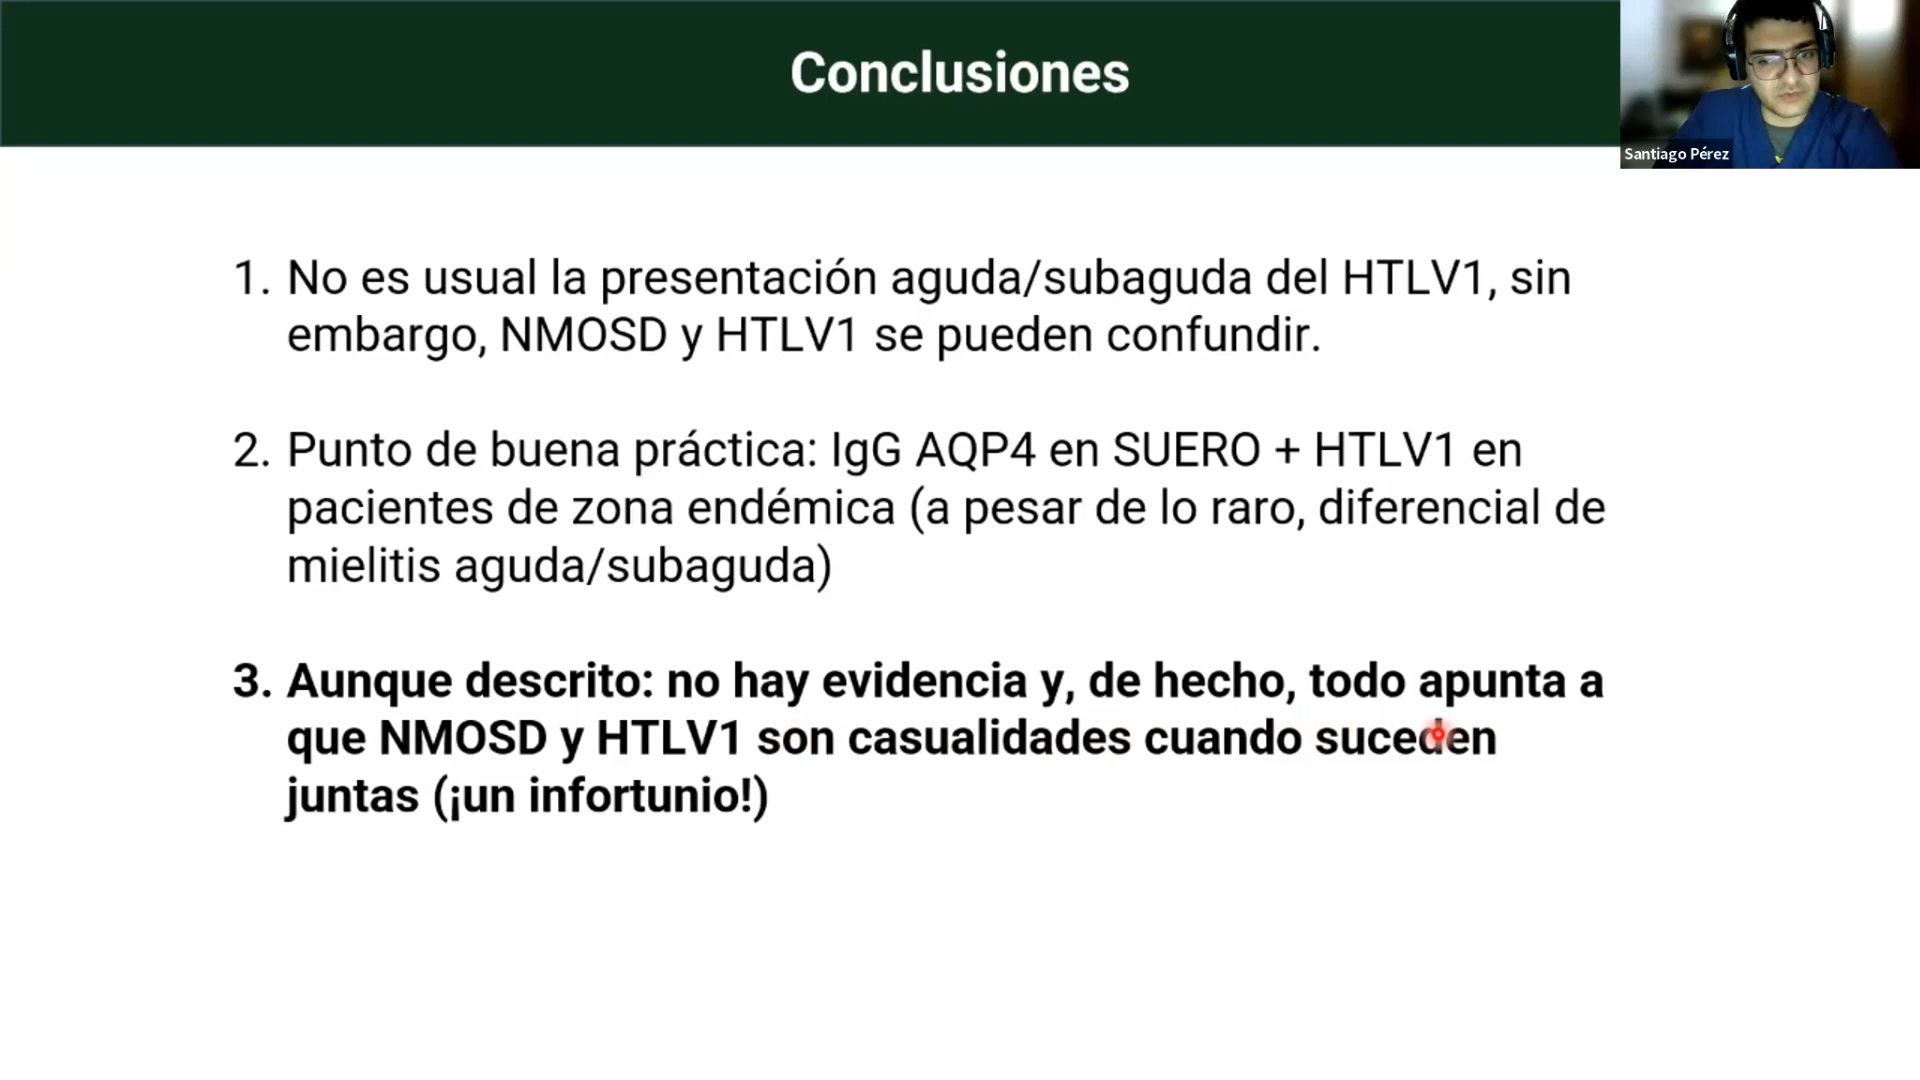 Conclusiones
Santiago Pérez
1. No es usual la presentación aguda/subaguda del HTLV1, sin
embargo, NMOSD y HTLV1 se pueden confundir.
2. Punto de buena práctica: IgG AQP4 en SUERO + HTLV1 en
pacientes de zona endémica (a pesar de lo raro, diferencial de
mielitis aguda/subaguda)
3. Aunque descrito: no hay evidencia y, de hecho, todo apunta a
que NMOSD y HTLV1 son casualidades cuando suceden
juntas (¡un infortunio!)